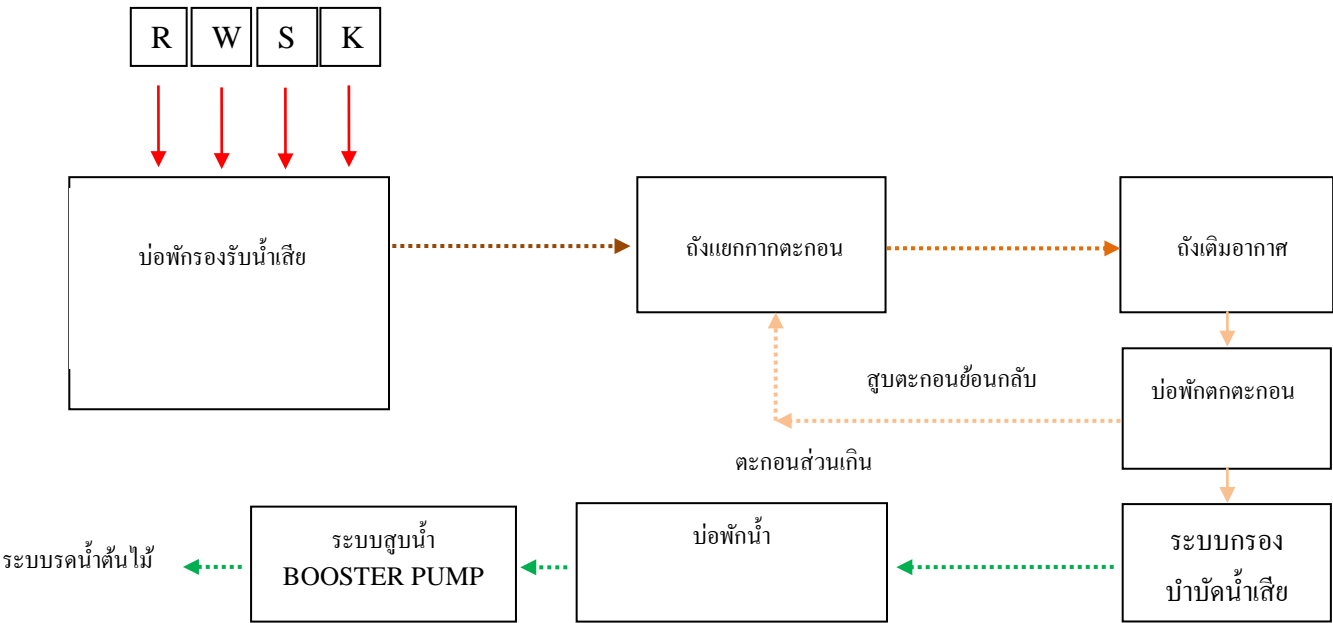 R W S K
บ่อพักรองรับน้ำเสีย
ถังแยกกากตะกอน
ถังเติมอากาศ
สูบตะกอนย้อนกลับ
บ่อพักตกตะกอน
ตะกอนส่วนเกิน
ระบบกรอง
บำบัดน้ำเสีย
บ่อพักน้ำ
ระบบสูบน้ำ
BOOSTER PUMP
ระบบรดน้ำต้นไม้